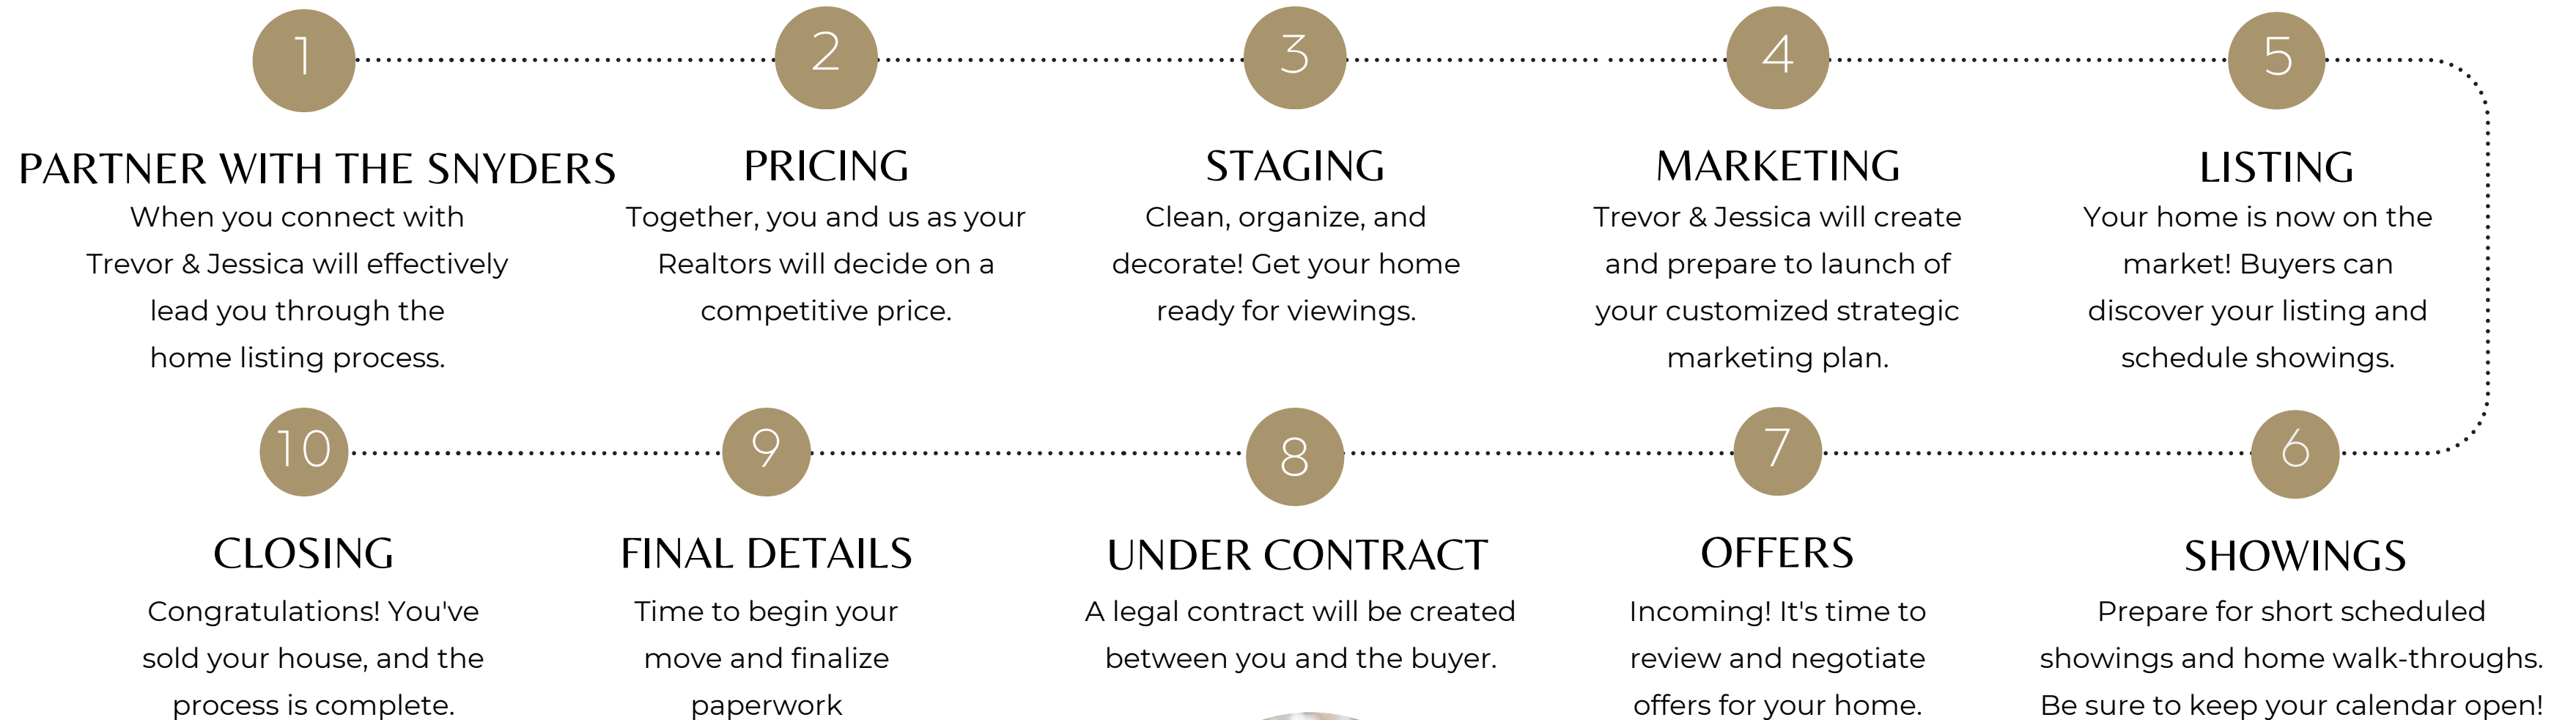 1
PARTNER WITH THE SNYDERS
When you connect with
Trevor & Jessica will effectively
lead you through the
home listing process.
2
PRICING
Together, you and us as your
Realtors will decide on a
competitive price.
3
STAGING
Clean, organize, and
decorate! Get your home
ready for viewings.
4
MARKETING
Trevor & Jessica will create
and prepare to launch of
your customized strategic
marketing plan.
5
LISTING
Your home is now on the
market! Buyers can
discover your listing and
schedule showings.
6
SHOWINGS
Prepare for short scheduled
showings and home walk-throughs.
Be sure to keep your calendar open!
7
OFFERS
Incoming! It's time to
review and negotiate
offers for your home.
8
UNDER CONTRACT
A legal contract will be created
between you and the buyer.
9
FINAL DETAILS
Time to begin your
move and finalize
paperwork
10
CLOSING
Congratulations! You've
sold your house, and the
process is complete.